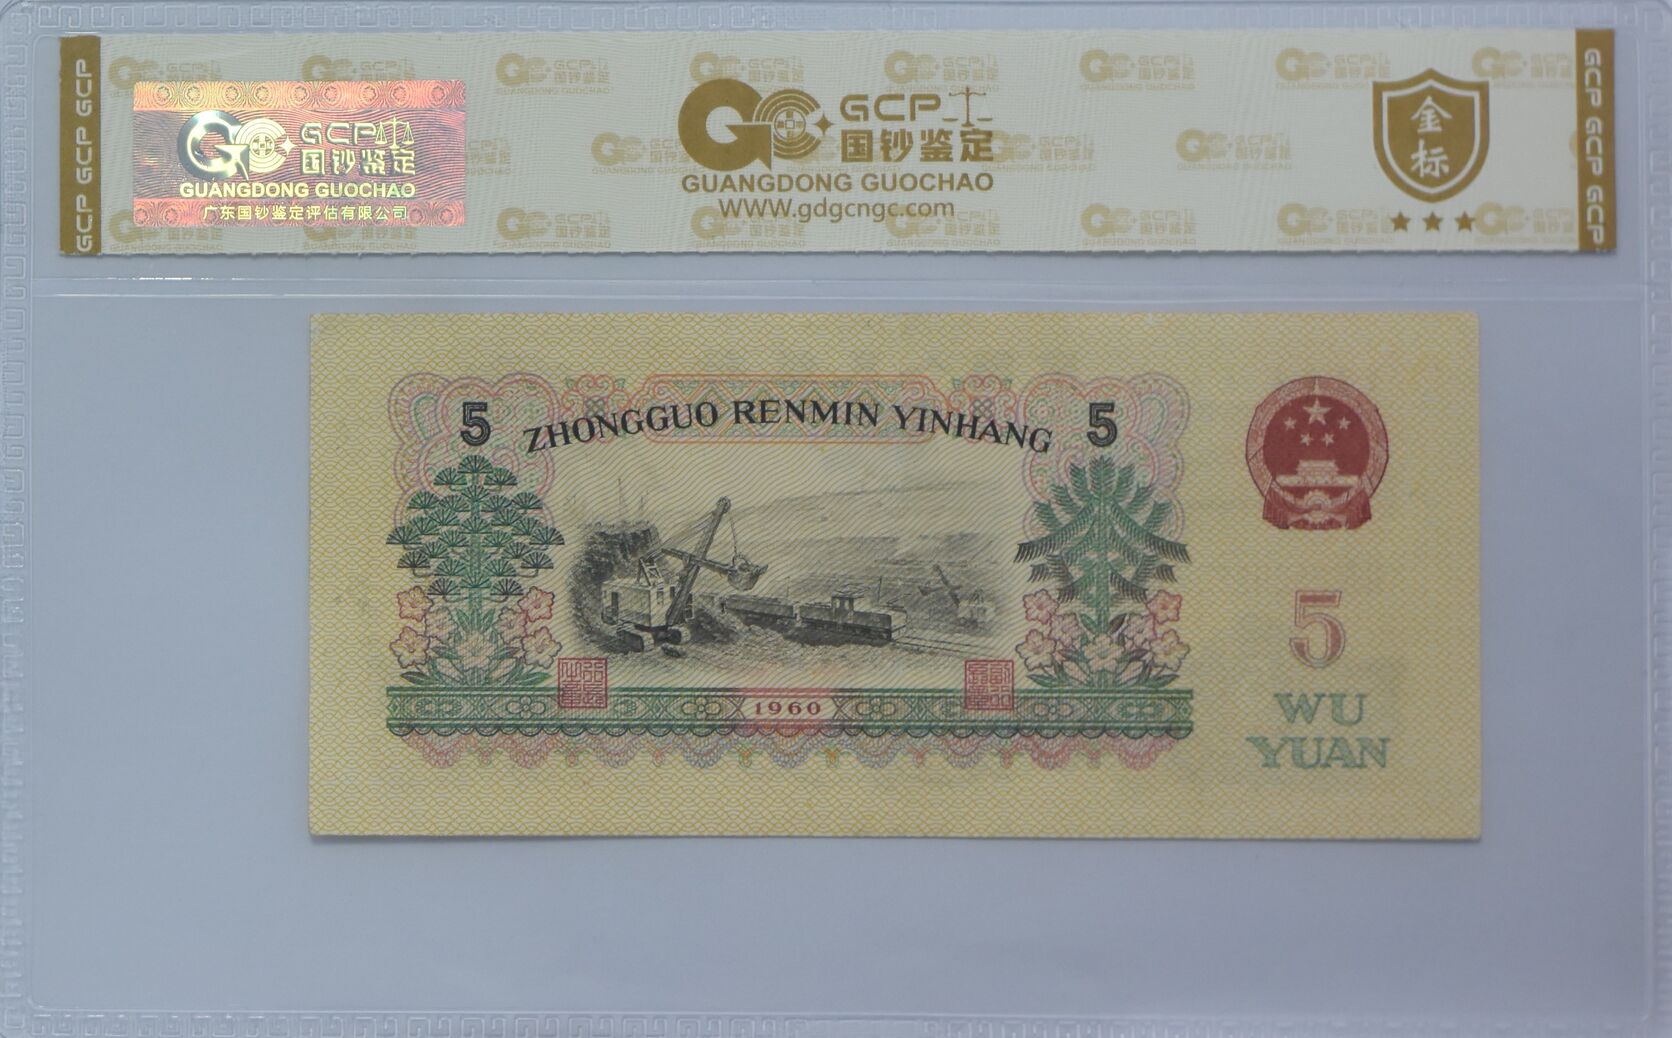 GCP GCP GCP
GCP
国钞鉴定
GUANGDONG GUOCHAO
广东国钞鉴定评估有限公司
GCP
国钞鉴定
GUANGDONG GUOCHAO
WWW.gdgcngc.com
金标
GCP GCP GCP
5
ZHONGGUO RENMIN YINHANG
5
1960
5
WU
YUAN